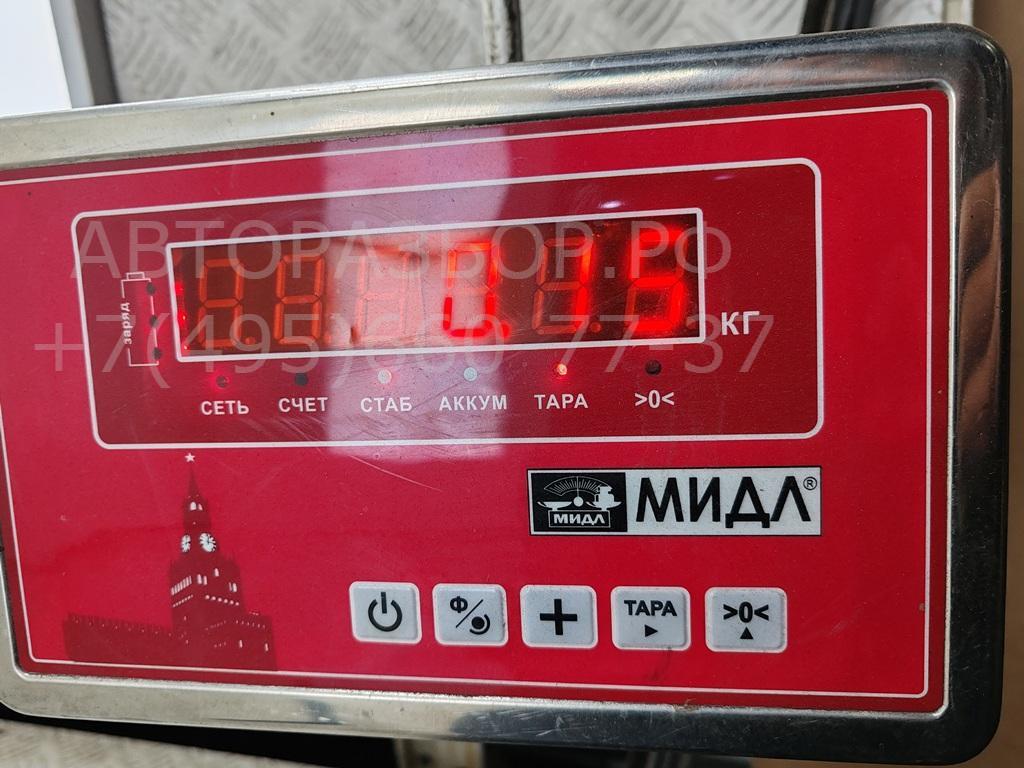 АВТОРАЗБОР.РФ
+7(495)660-77-37
заряд
0.15
КГ
СЕТЬ СЧЕТ СТАБ АККУМ ТАРА >0<
МИДЛ
МИДЛ®
Ф ТАРА >0<